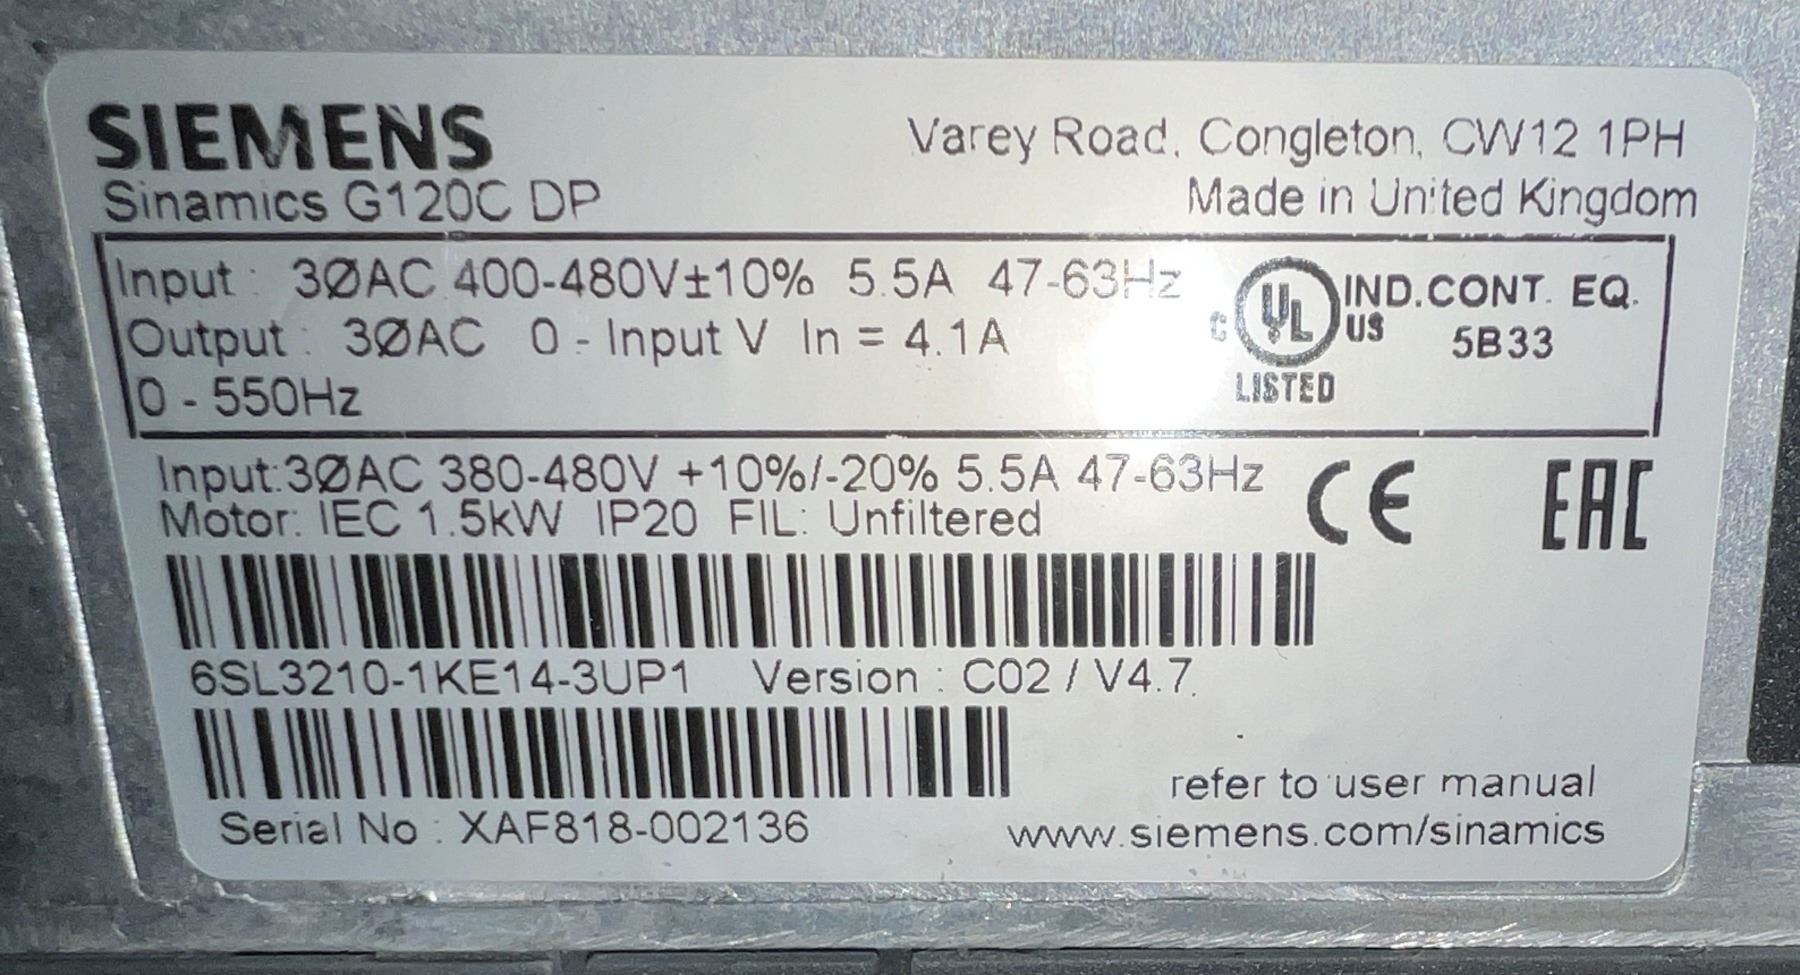 SIEMENS
Varey Road, Congleton, CW12 1PH
Sinamics G120C DP
Made in United Kingdom
Input : 3ØAC 400-480V±10% 5.5A 47-63Hz
Output : 3ØAC 0 - Input V In = 4.1A
0 - 550Hz
C UL US
LISTED
IND.CONT. EQ.
5B33
Input:3ØAC 380-480V +10%/-20% 5.5A 47-63Hz
Motor: IEC 1.5kW IP20 FIL: Unfiltered
CE
EAC
6SL3210-1KE14-3UP1 Version : C02 / V4.7
refer to user manual
Serial No : XAF818-002136
www.siemens.com/sinamics